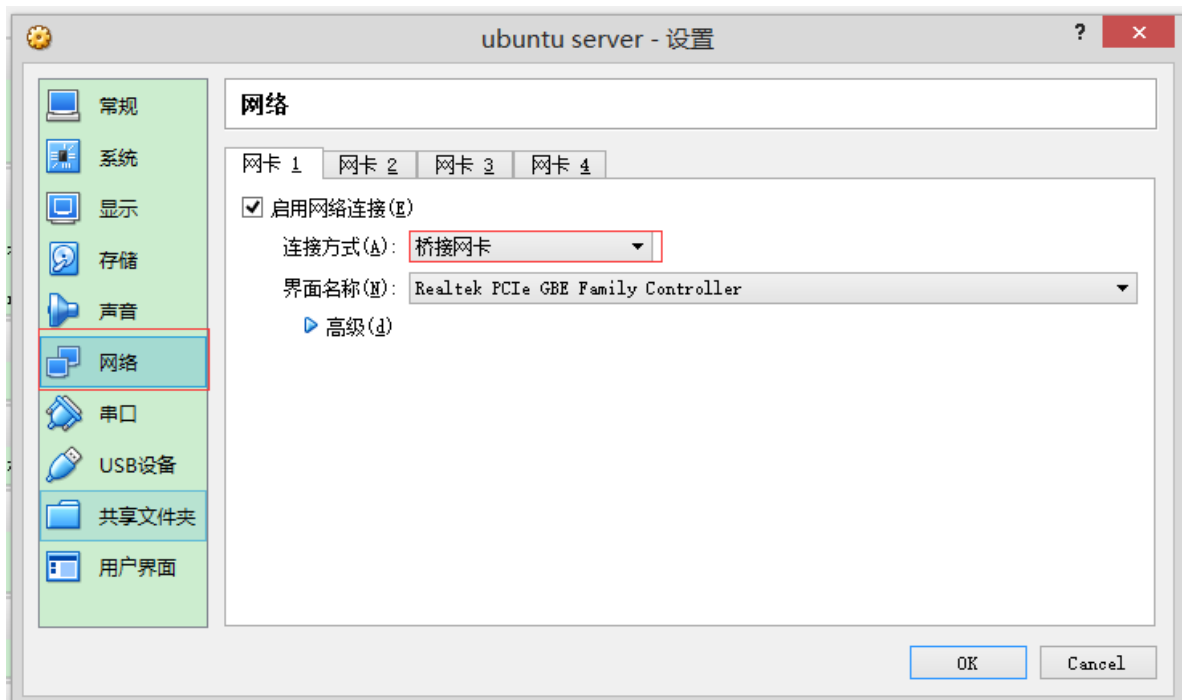 ubuntu server - 设置
?
常规
系统
显示
存储
声音
网络
串口
USB设备
共享文件夹
用户界面
网络
网卡 1 网卡 2 网卡 3 网卡 4
启用网络连接(E)
连接方式(A): 桥接网卡
界面名称(N): Realtek PCIe GBE Family Controller
高级(d)
OK Cancel